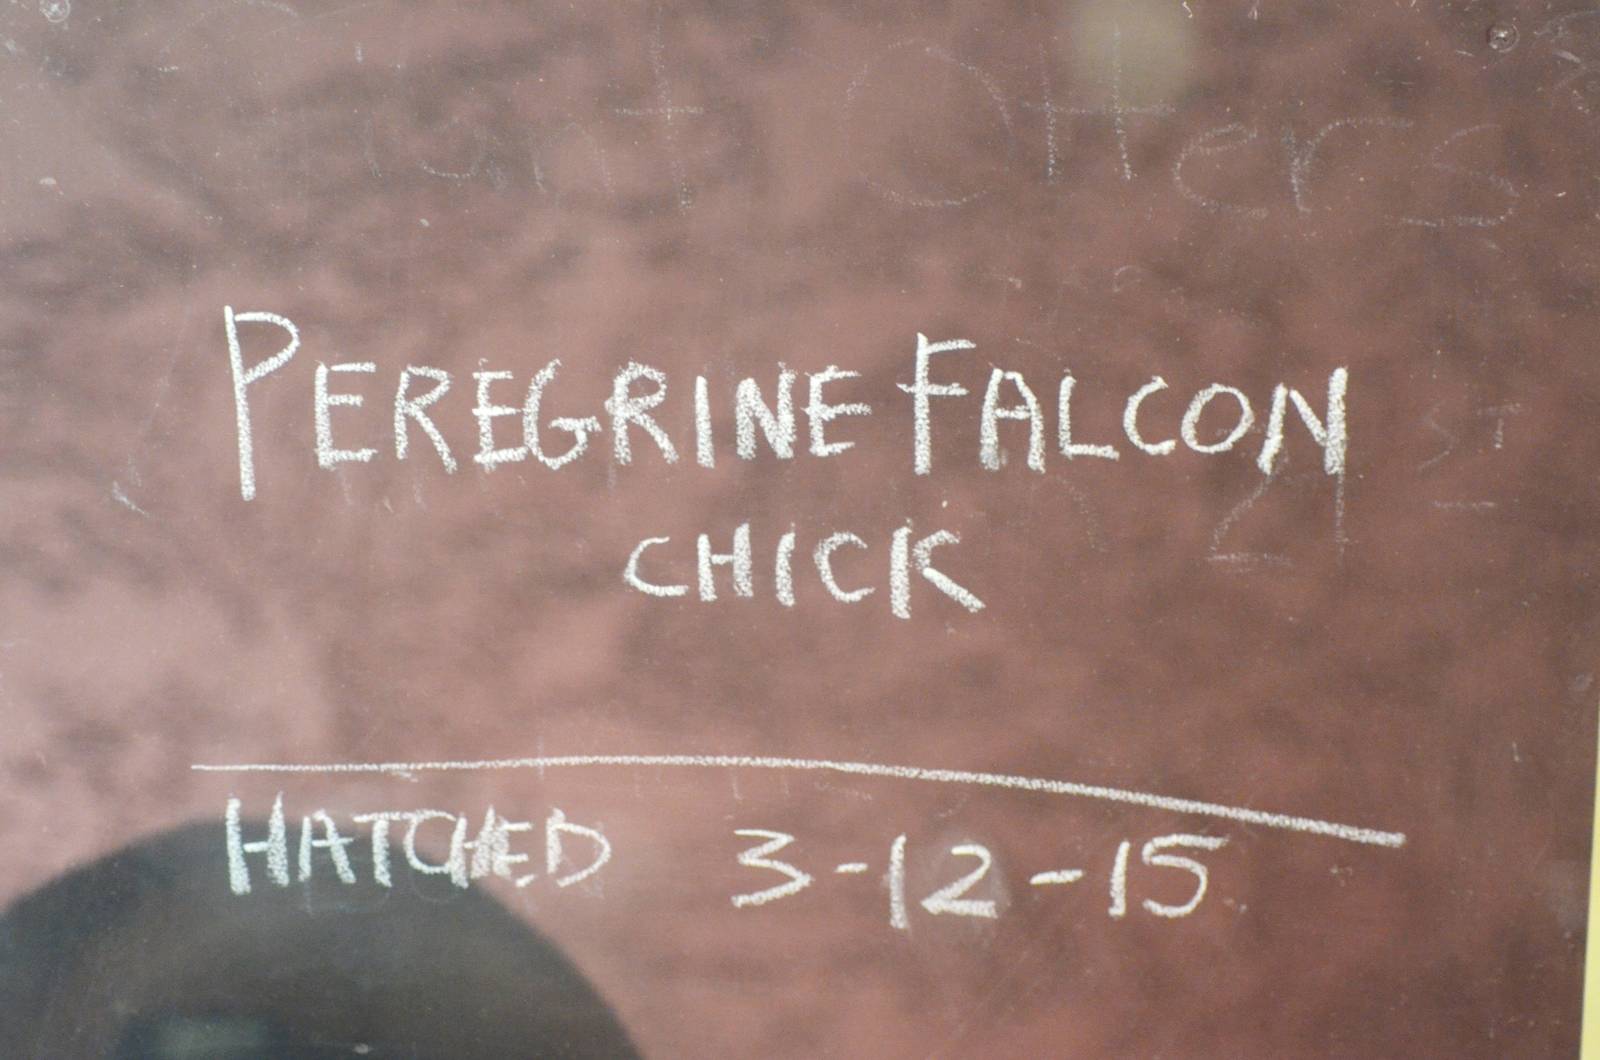 PEREGRINE FALCON
CHICK
HATCHED 3-12-15